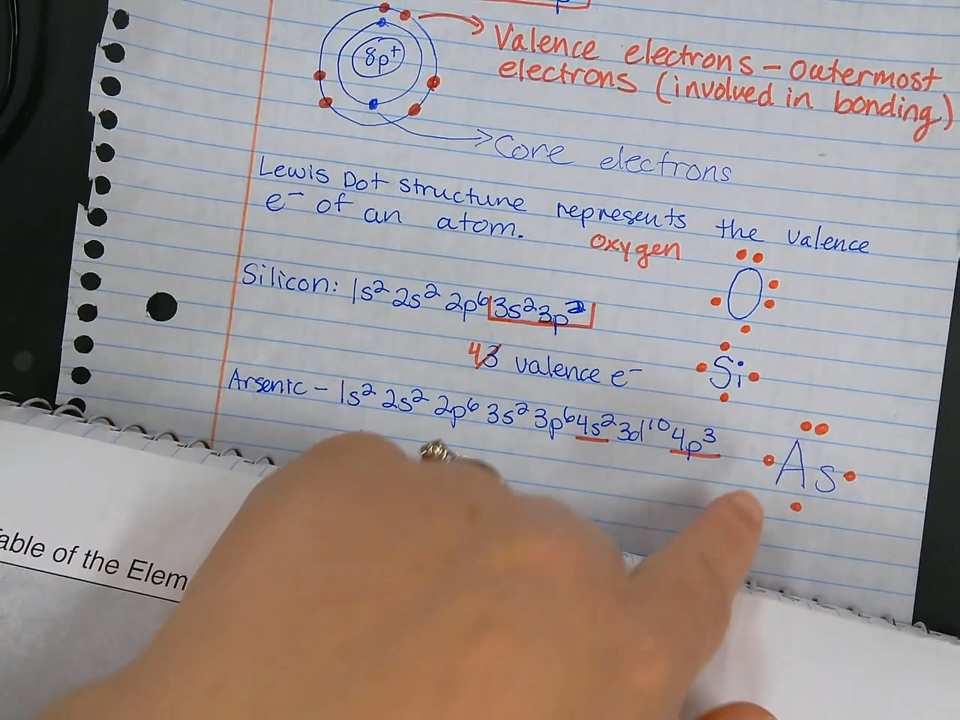 8p+
Valence electrons – outermost
electrons (involved in bonding)
Core electrons
Lewis Dot structure represents the valence
e⁻ of an atom.
oxygen
O
Silicon: 1s² 2s² 2p⁶ 3s² 3p²
4 valence e⁻
Si
Arsenic – 1s² 2s² 2p⁶ 3s² 3p⁶ 4s² 3d¹⁰ 4p³
As
able of the Elem